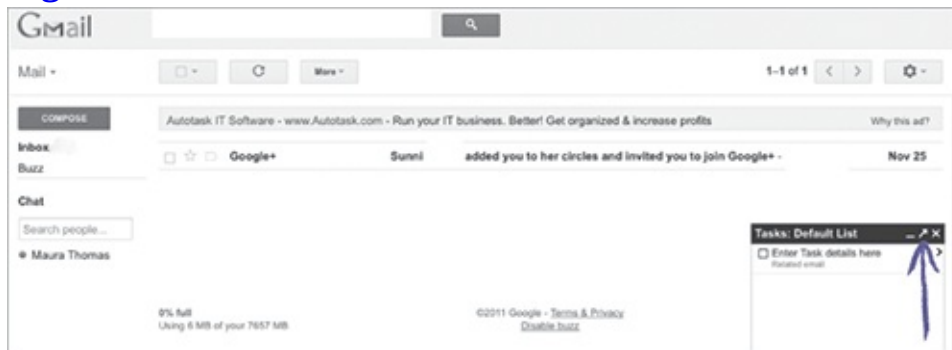 Gmail
Mail
More
1–1 of 1
COMPOSE
Autotask IT Software - www.Autotask.com - Run your IT business. Better! Get organized & increase profits
Why this ad?
Inbox
Google+ Sunni added you to her circles and invited you to join Google+ - Nov 25
Buzz
Chat
Search people...
Maura Thomas
Tasks: Default List
Enter Task details here
Related email
0% full
Using 6 MB of your 7657 MB
©2011 Google - Terms & Privacy
Disable buzz